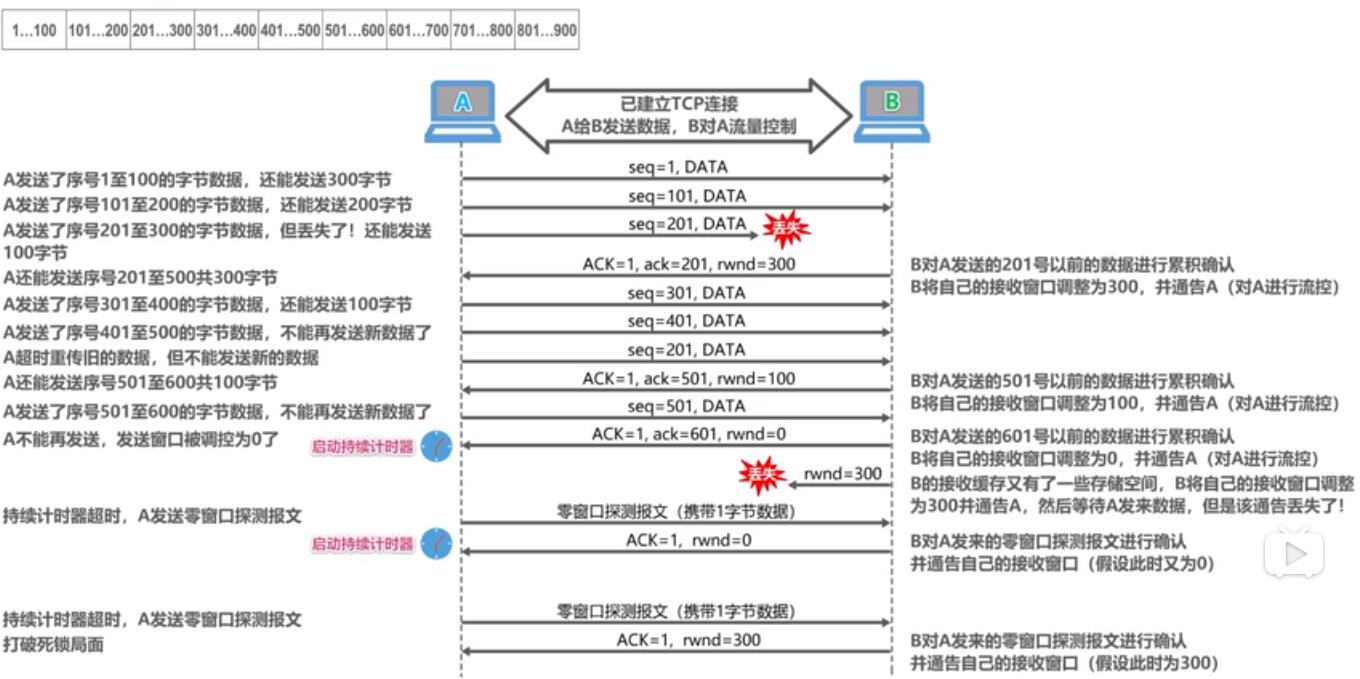 1...100 101...200 201...300 301...400 401...500 501...600 601...700 701...800 801...900
A
B
已建立TCP连接
A给B发送数据，B对A流量控制
seq=1, DATA
A发送了序号1至100的字节数据，还能发送300字节
seq=101, DATA
A发送了序号101至200的字节数据，还能发送200字节
seq=201, DATA
丢失
A发送了序号201至300的字节数据，但丢失了！还能发送
100字节
ACK=1, ack=201, rwnd=300
B对A发送的201号以前的数据进行累积确认
A还能发送序号201至500共300字节
B将自己的接收窗口调整为300，并通告A（对A进行流控）
seq=301, DATA
A发送了序号301至400的字节数据，还能发送100字节
seq=401, DATA
A发送了序号401至500的字节数据，不能再发送新数据了
seq=201, DATA
A超时重传旧的数据，但不能发送新的数据
ACK=1, ack=501, rwnd=100
B对A发送的501号以前的数据进行累积确认
A还能发送序号501至600共100字节
B将自己的接收窗口调整为100，并通告A（对A进行流控）
seq=501, DATA
A发送了序号501至600的字节数据，不能再发送新数据了
ACK=1, ack=601, rwnd=0
B对A发送的601号以前的数据进行累积确认
A不能再发送，发送窗口被调控为0了
启动持续计时器
B将自己的接收窗口调整为0，并通告A（对A进行流控）
丢失
rwnd=300
B的接收缓存又有了一些存储空间，B将自己的接收窗口调整
为300并通告A，然后等待A发来数据，但是该通告丢失了！
持续计时器超时，A发送零窗口探测报文
零窗口探测报文（携带1字节数据）
启动持续计时器
ACK=1, rwnd=0
B对A发来的零窗口探测报文进行确认
并通告自己的接收窗口（假设此时又为0）
持续计时器超时，A发送零窗口探测报文
零窗口探测报文（携带1字节数据）
打破死锁局面
ACK=1, rwnd=300
B对A发来的零窗口探测报文进行确认
并通告自己的接收窗口（假设此时为300）